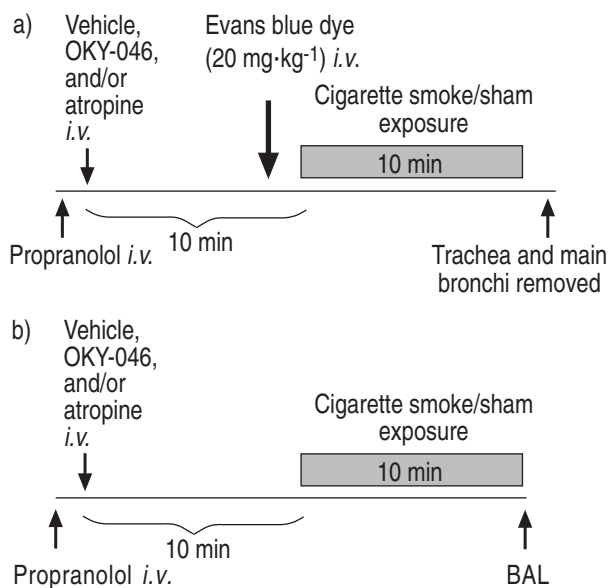 a) Vehicle,
OKY-046,
and/or
atropine
i.v.
Evans blue dye
(20 mg·kg-1) i.v.
Cigarette smoke/sham
exposure
10 min
10 min
Propranolol i.v.
Trachea and main
bronchi removed
b) Vehicle,
OKY-046,
and/or
atropine
i.v.
Cigarette smoke/sham
exposure
10 min
10 min
Propranolol i.v.
BAL